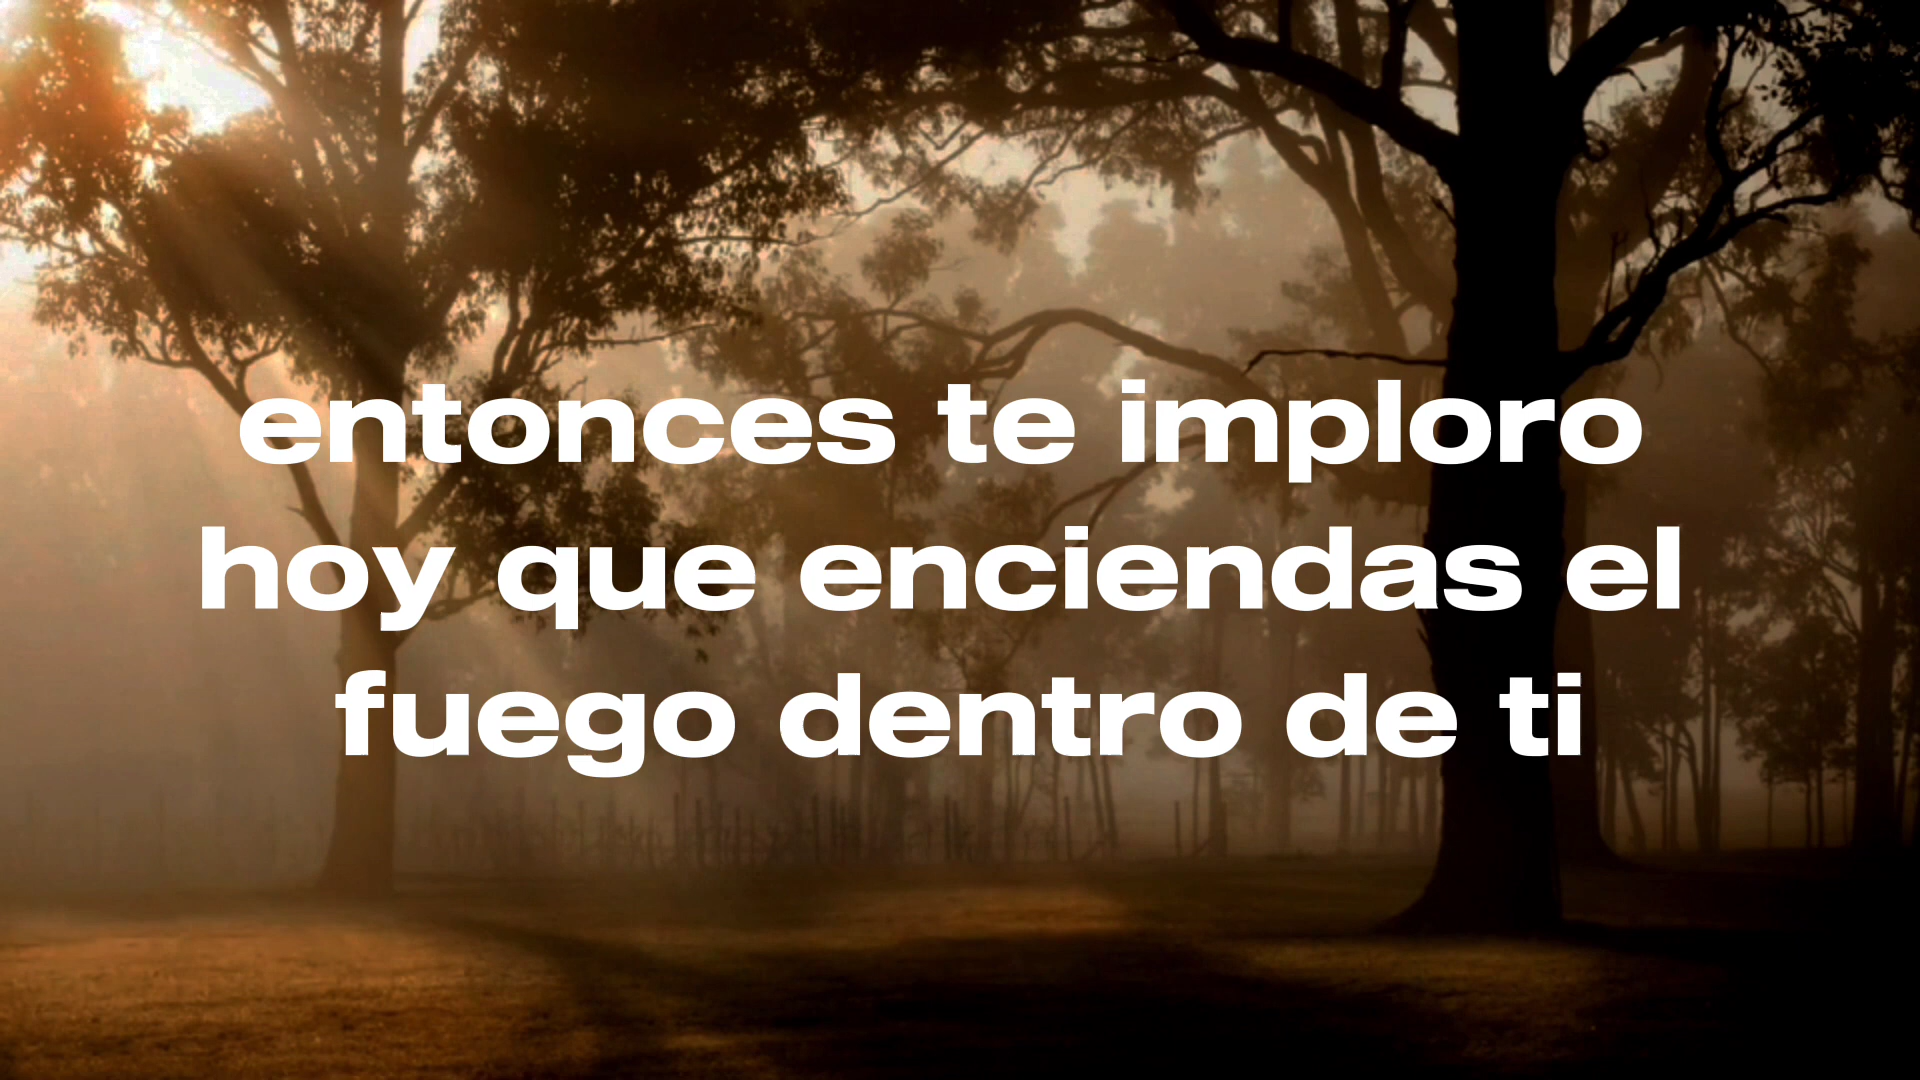 entonces te imploro
hoy que enciendas el
fuego dentro de ti